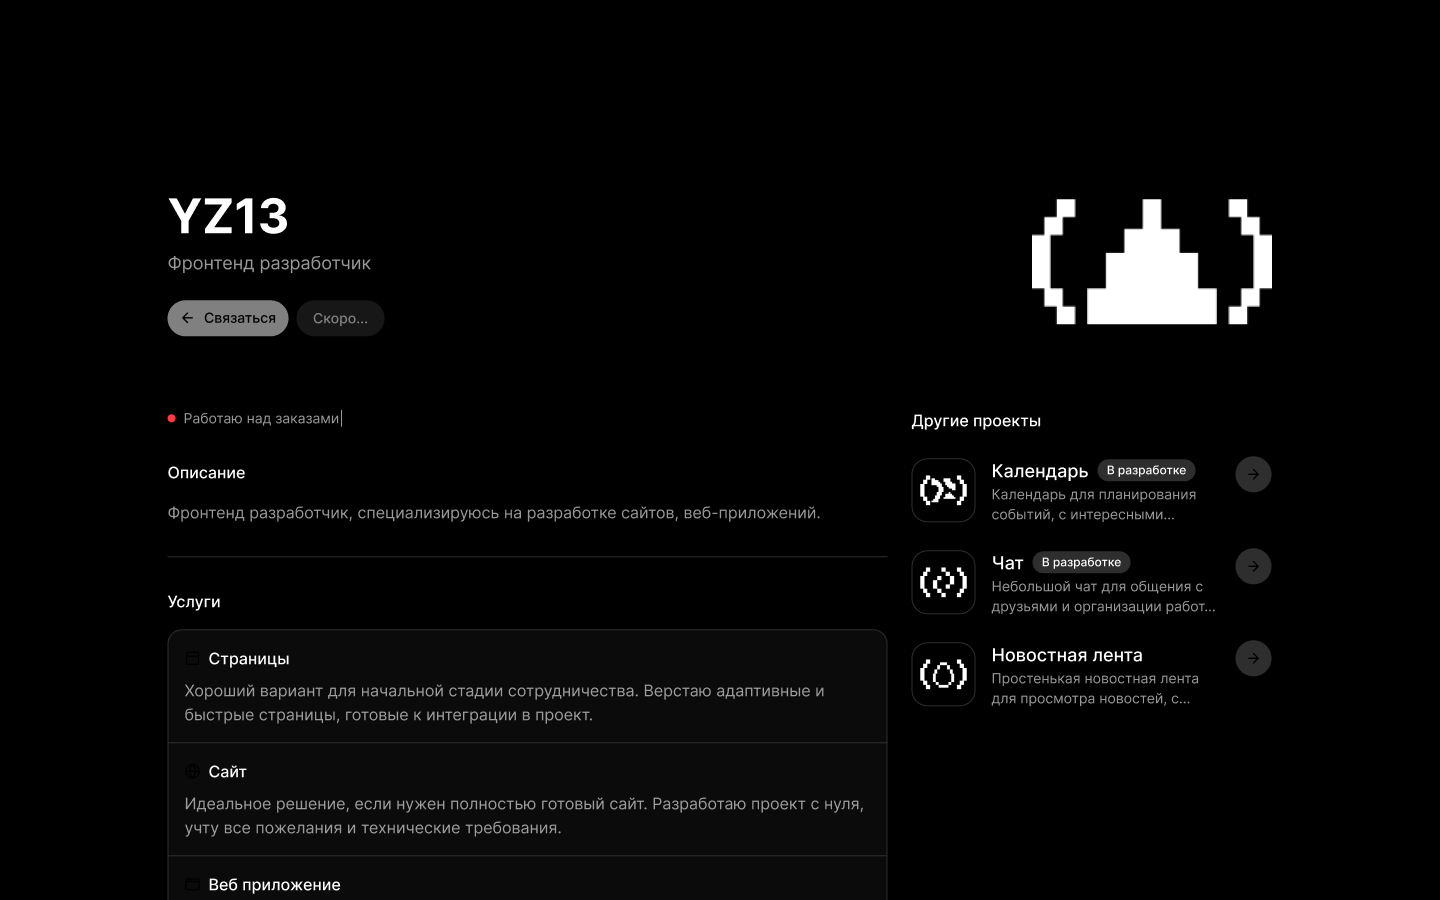 YZ13
Фронтенд разработчик
Связаться
Скоро...
Работаю над заказами
Описание
Фронтенд разработчик, специализируюсь на разработке сайтов, веб-приложений.
Услуги
Страницы
Хороший вариант для начальной стадии сотрудничества. Верстаю адаптивные и
быстрые страницы, готовые к интеграции в проект.
Сайт
Идеальное решение, если нужен полностью готовый сайт. Разработаю проект с нуля,
учту все пожелания и технические требования.
Веб приложение
Другие проекты
Календарь В разработке
Календарь для планирования
событий, с интересными...
Чат В разработке
Небольшой чат для общения с
друзьями и организации работ...
Новостная лента
Простенькая новостная лента
для просмотра новостей, с...